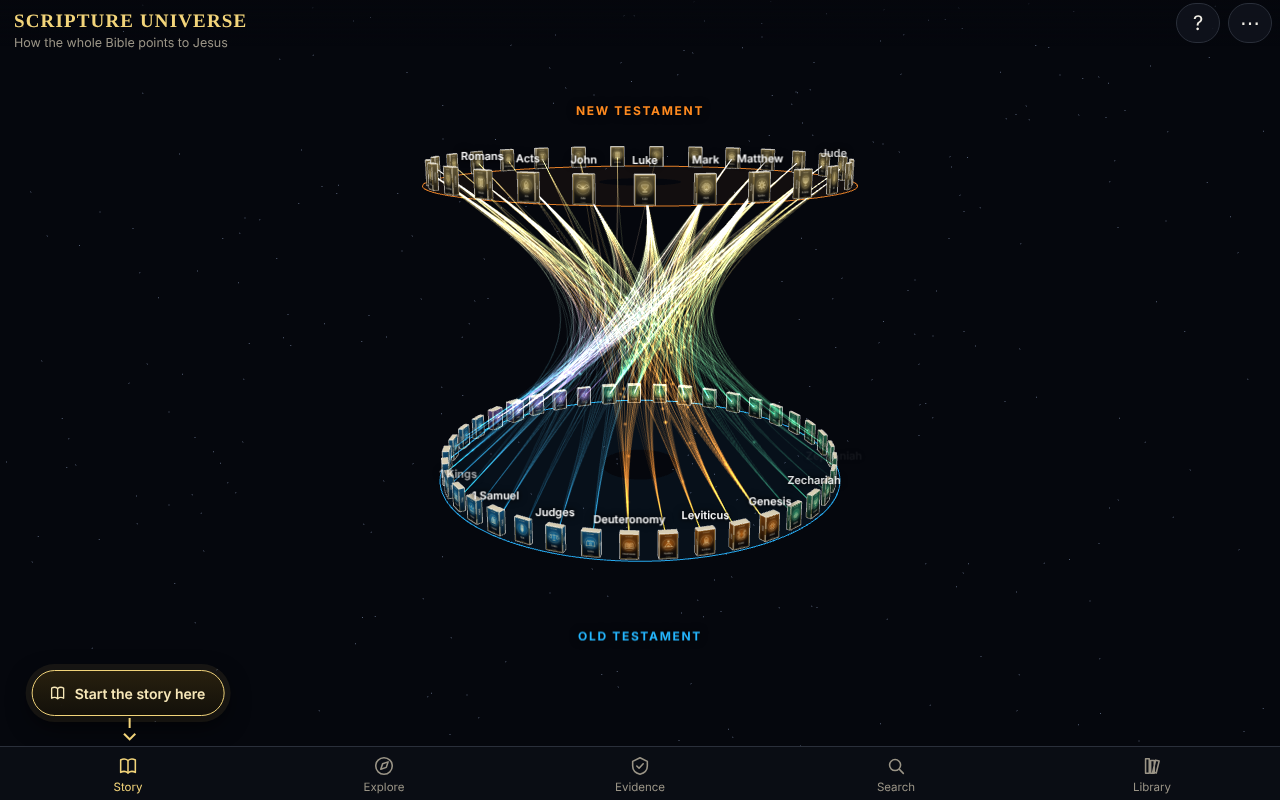 SCRIPTURE UNIVERSE
How the whole Bible points to Jesus
?
NEW TESTAMENT
Romans
Acts
John
Luke
Mark
Matthew
Jude
Kings
1 Samuel
Judges
Deuteronomy
Leviticus
Genesis
Zechariah
OLD TESTAMENT
Start the story here
Story
Explore
Evidence
Search
Library